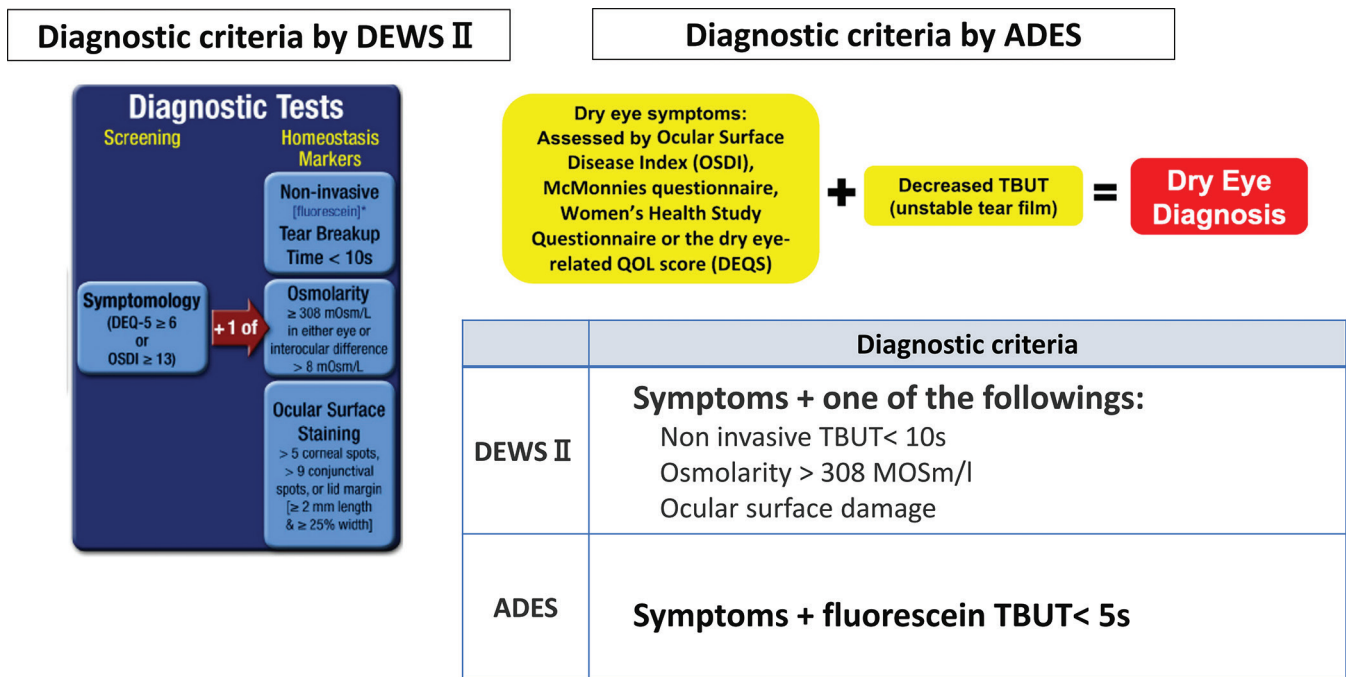 Diagnostic criteria by DEWS Ⅱ
Diagnostic criteria by ADES
Diagnostic Tests
Screening
Homeostasis
Markers
Non-invasive
[fluorescein]*
Tear Breakup
Time < 10s
Symptomology
(DEQ-5 ≥ 6
or
OSDI ≥ 13)
+1 of
Osmolarity
≥ 308 mOsm/L
in either eye or
interocular difference
> 8 mOsm/L
Ocular Surface
Staining
> 5 corneal spots,
> 9 conjunctival
spots, or lid margin
[≥ 2 mm length
& ≥ 25% width]
Dry eye symptoms:
Assessed by Ocular Surface
Disease Index (OSDI),
McMonnies questionnaire,
Women's Health Study
Questionnaire or the dry eye-
related QOL score (DEQS)
+
Decreased TBUT
(unstable tear film)
=
Dry Eye
Diagnosis
Diagnostic criteria
DEWS Ⅱ
Symptoms + one of the followings:
Non invasive TBUT< 10s
Osmolarity > 308 MOSm/l
Ocular surface damage
ADES
Symptoms + fluorescein TBUT< 5s